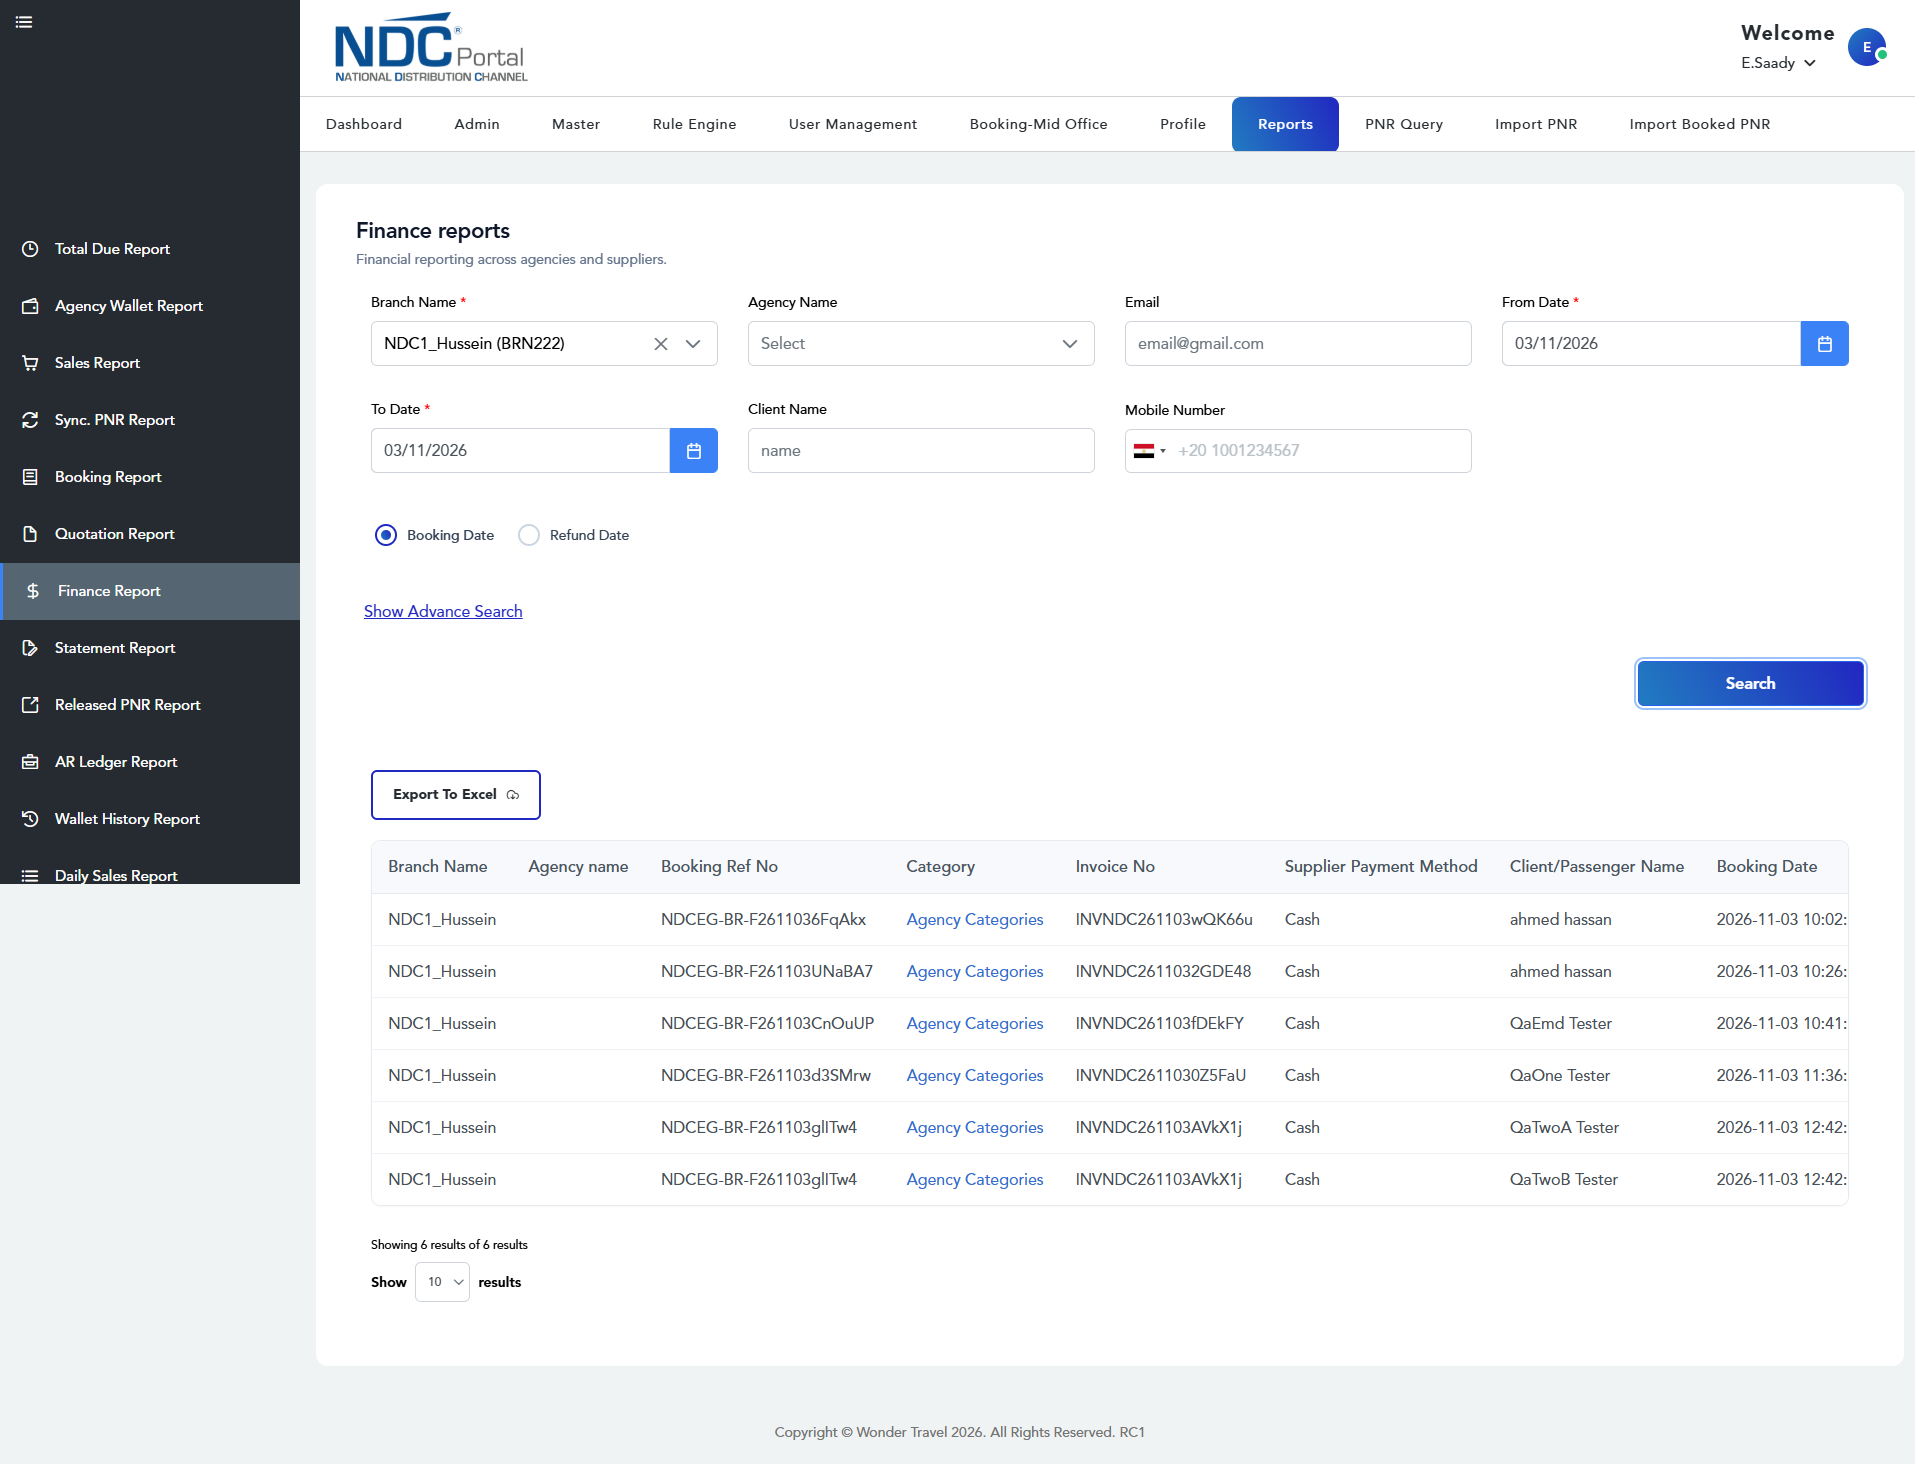 NDC® Portal
NATIONAL DISTRIBUTION CHANNEL
Welcome
E.Saady
E
Dashboard
Admin
Master
Rule Engine
User Management
Booking-Mid Office
Profile
Reports
PNR Query
Import PNR
Import Booked PNR
Total Due Report
Agency Wallet Report
Sales Report
Sync. PNR Report
Booking Report
Quotation Report
Finance Report
Statement Report
Released PNR Report
AR Ledger Report
Wallet History Report
Daily Sales Report
Finance reports
Financial reporting across agencies and suppliers.
Branch Name *
NDC1_Hussein (BRN222)
Agency Name
Select
Email
email@gmail.com
From Date *
03/11/2026
To Date *
03/11/2026
Client Name
name
Mobile Number
+20 1001234567
Booking Date
Refund Date
Show Advance Search
Search
Export To Excel
Branch Name Agency name Booking Ref No Category Invoice No Supplier Payment Method Client/Passenger Name Booking Date
NDC1_Hussein NDCEG-BR-F2611036FqAkx Agency Categories INVNDC261103wQK66u Cash ahmed hassan 2026-11-03 10:02:
NDC1_Hussein NDCEG-BR-F261103UNaBA7 Agency Categories INVNDC2611032GDE48 Cash ahmed hassan 2026-11-03 10:26:
NDC1_Hussein NDCEG-BR-F261103CnOuUP Agency Categories INVNDC261103fDEkFY Cash QaEmd Tester 2026-11-03 10:41:
NDC1_Hussein NDCEG-BR-F261103d3SMrw Agency Categories INVNDC2611030Z5FaU Cash QaOne Tester 2026-11-03 11:36:
NDC1_Hussein NDCEG-BR-F261103gllTw4 Agency Categories INVNDC261103AVkX1j Cash QaTwoA Tester 2026-11-03 12:42:
NDC1_Hussein NDCEG-BR-F261103gllTw4 Agency Categories INVNDC261103AVkX1j Cash QaTwoB Tester 2026-11-03 12:42:
Showing 6 results of 6 results
Show 10 results
Copyright © Wonder Travel 2026. All Rights Reserved. RC1